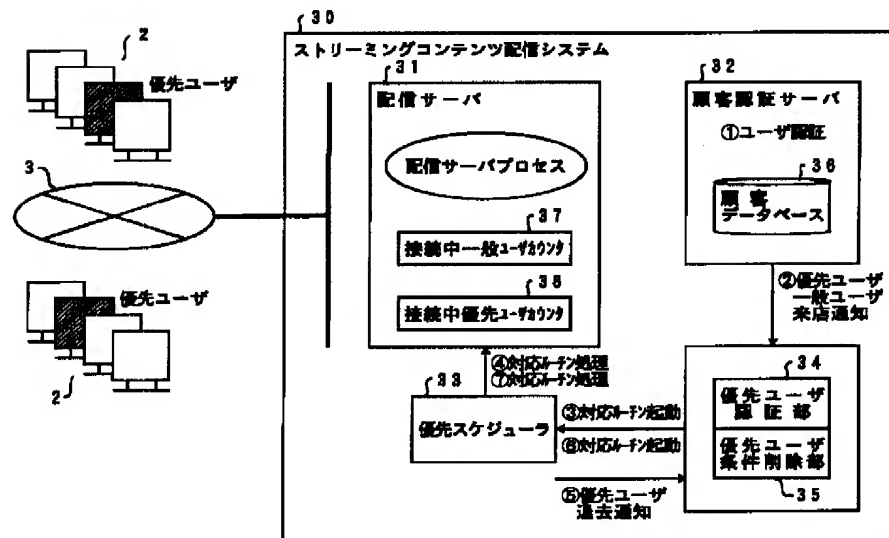 30
ストリーミングコンテンツ配信システム
2
優先ユーザ
31
配信サーバ
配信サーバプロセス
37
接続中一般ユーザカウンタ
38
接続中優先ユーザカウンタ
32
顧客認証サーバ
①ユーザ認証
36
顧客
データベース
3
②優先ユーザ
一般ユーザ
来店通知
優先ユーザ
2
④対応ルーチン処理
⑦対応ルーチン処理
33
優先スケジューラ
③対応ルーチン起動
⑥対応ルーチン起動
34
優先ユーザ
認証部
優先ユーザ
条件削除部
35
⑤優先ユーザ
退去通知